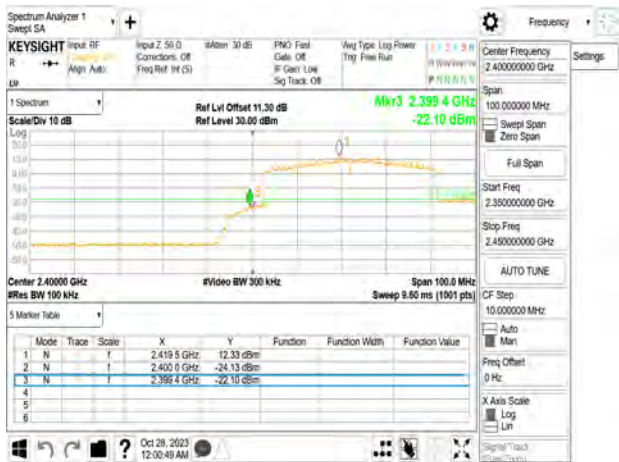 Spectrum Analyzer 1
Swept SA
+
Frequency
KEYSIGHT
R
Input: RF
Align: Auto
Input Z: 50 Ω
Corrections: Off
Freq Ref: Int (S)
#Atten: 30 dB
PNO: Fast
Gate: Off
IF Gain: Low
Sig Track: Off
Avg Type: Log Power
Trig: Free Run
Center Frequency
2.400000000 GHz
Settings
Span
100.000000 MHz
Swept Span
Zero Span
Full Span
Start Freq
2.350000000 GHz
Stop Freq
2.450000000 GHz
AUTO TUNE
CF Step
10.000000 MHz
Auto
Man
Freq Offset
0 Hz
X Axis Scale
Log
Lin
Signal Track
1 Spectrum
Scale/Div 10 dB
Log
Ref Lvl Offset 11.30 dB
Ref Level 30.00 dBm
Mkr3 2.399 4 GHz
-22.10 dBm
Center 2.40000 GHz
#Res BW 100 kHz
#Video BW 300 kHz
Span 100.0 MHz
Sweep 9.60 ms (1001 pts)
5 Marker Table
Mode Trace Scale X Y Function Function Width Function Value
1 N f 2.419 5 GHz 12.33 dBm
2 N f 2.400 0 GHz -24.13 dBm
3 N f 2.399 4 GHz -22.10 dBm
4
5
6
?
Oct 28, 2023
12:00:49 AM